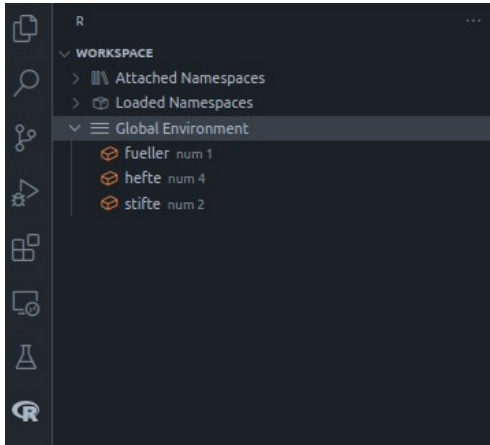 R
WORKSPACE
Attached Namespaces
Loaded Namespaces
Global Environment
fueller num 1
hefte num 4
stifte num 2
R